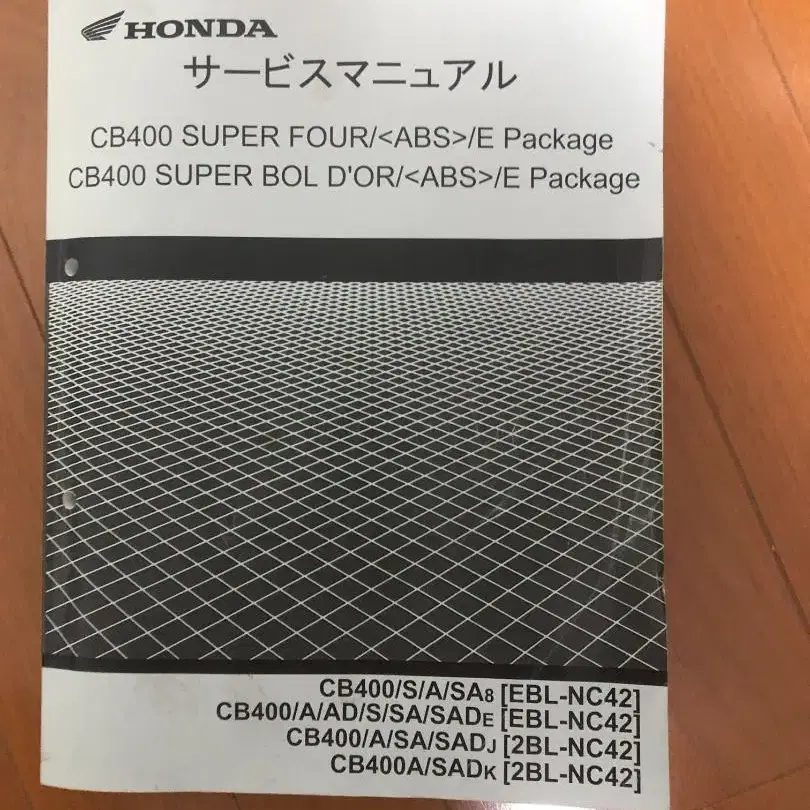 HONDA
サービスマニュアル
CB400 SUPER FOUR/<ABS>/E Package
CB400 SUPER BOL D'OR/<ABS>/E Package
CB400/S/A/SA8 [EBL-NC42]
CB400/A/AD/S/SA/SADE [EBL-NC42]
CB400/A/SA/SADJ [2BL-NC42]
CB400A/SADK [2BL-NC42]